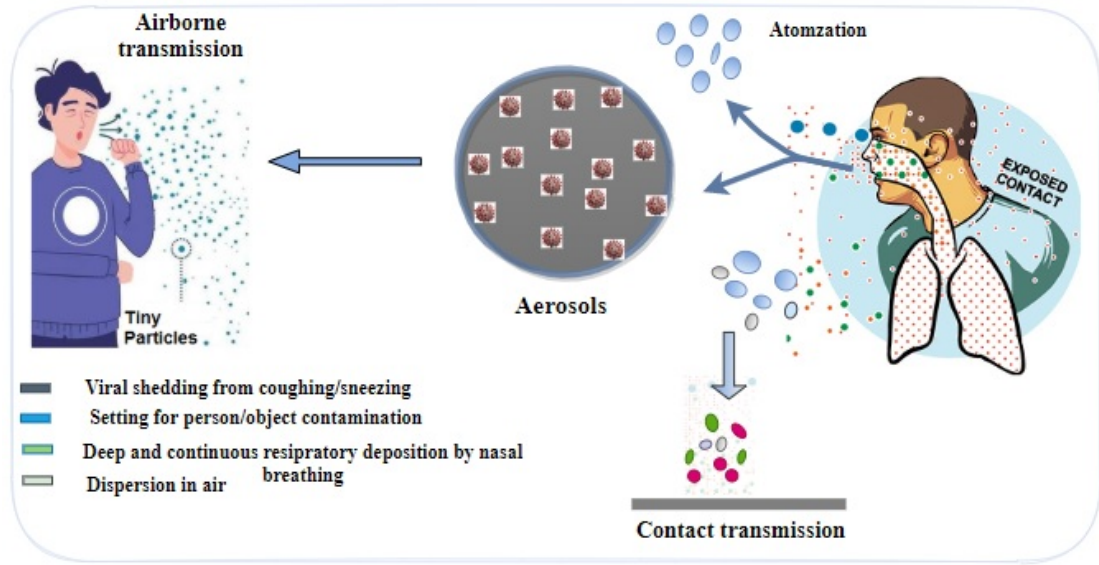 Airborne
transmission
Atomzation
EXPOSED
CONTACT
Aerosols
Tiny
Particles
Viral shedding from coughing/sneezing
Setting for person/object contamination
Deep and continuous resipratory deposition by nasal
breathing
Dispersion in air
Contact transmission